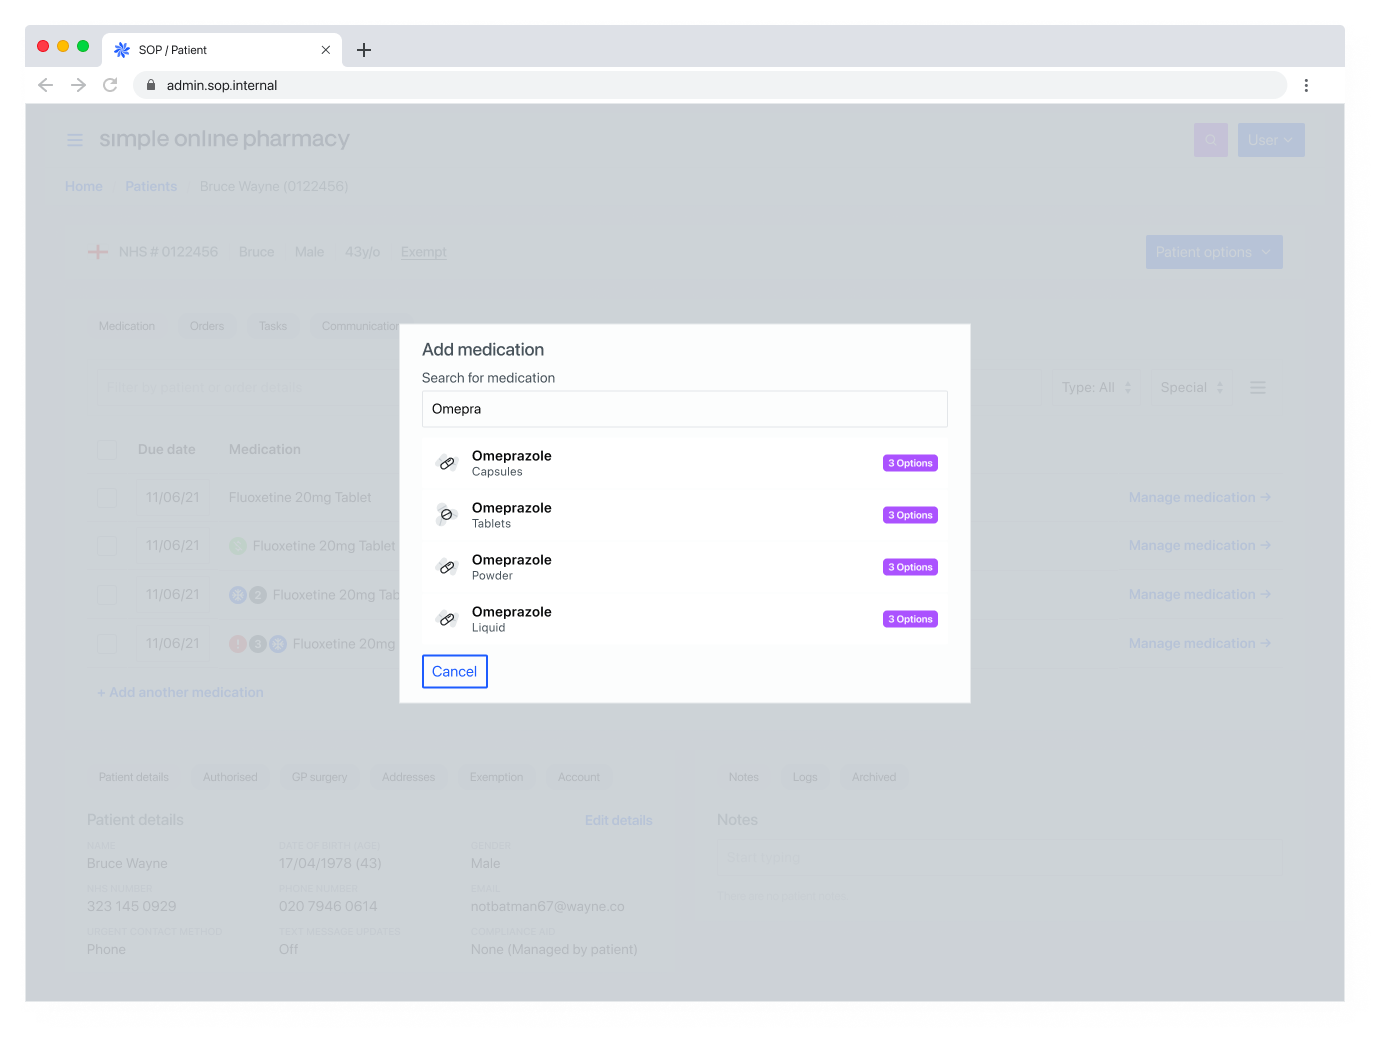 SOP / Patient
admin.sop.internal
simple online pharmacy
User
Home Patients Bruce Wayne (0122456)
NHS # 0122456 Bruce Male 43y/o Exempt
Patient options
Medication Orders Tasks Communication
Filter by patient or order details
Type: All Special
Add medication
Search for medication
Omepra
Omeprazole
Capsules
3 Options
Omeprazole
Tablets
3 Options
Omeprazole
Powder
3 Options
Omeprazole
Liquid
3 Options
Cancel
Due date Medication
11/06/21 Fluoxetine 20mg Tablet Manage medication →
11/06/21 Fluoxetine 20mg Tablet Manage medication →
11/06/21 2 Fluoxetine 20mg Tab Manage medication →
11/06/21 ! 3 Fluoxetine 20mg Manage medication →
+ Add another medication
Patient details Authorised GP surgery Addresses Exemption Account
Patient details Edit details
NAME DATE OF BIRTH (AGE) GENDER
Bruce Wayne 17/04/1978 (43) Male
NHS NUMBER PHONE NUMBER EMAIL
323 145 0929 020 7946 0614 notbatman67@wayne.co
URGENT CONTACT METHOD TEXT MESSAGE UPDATES COMPLIANCE AID
Phone Off None (Managed by patient)
Notes Logs Archived
Notes
Start typing